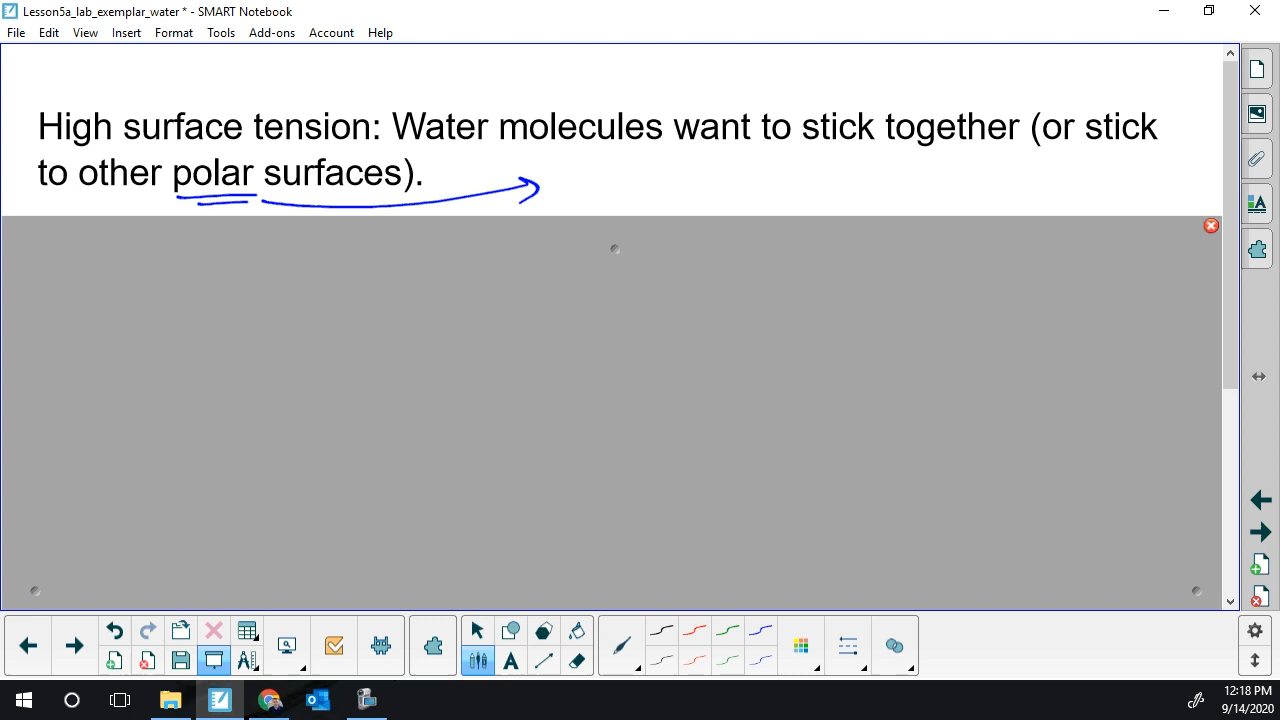 Lesson5a_lab_exemplar_water * - SMART Notebook
File Edit View Insert Format Tools Add-ons Account Help
High surface tension: Water molecules want to stick together (or stick
to other polar surfaces).
12:18 PM
9/14/2020